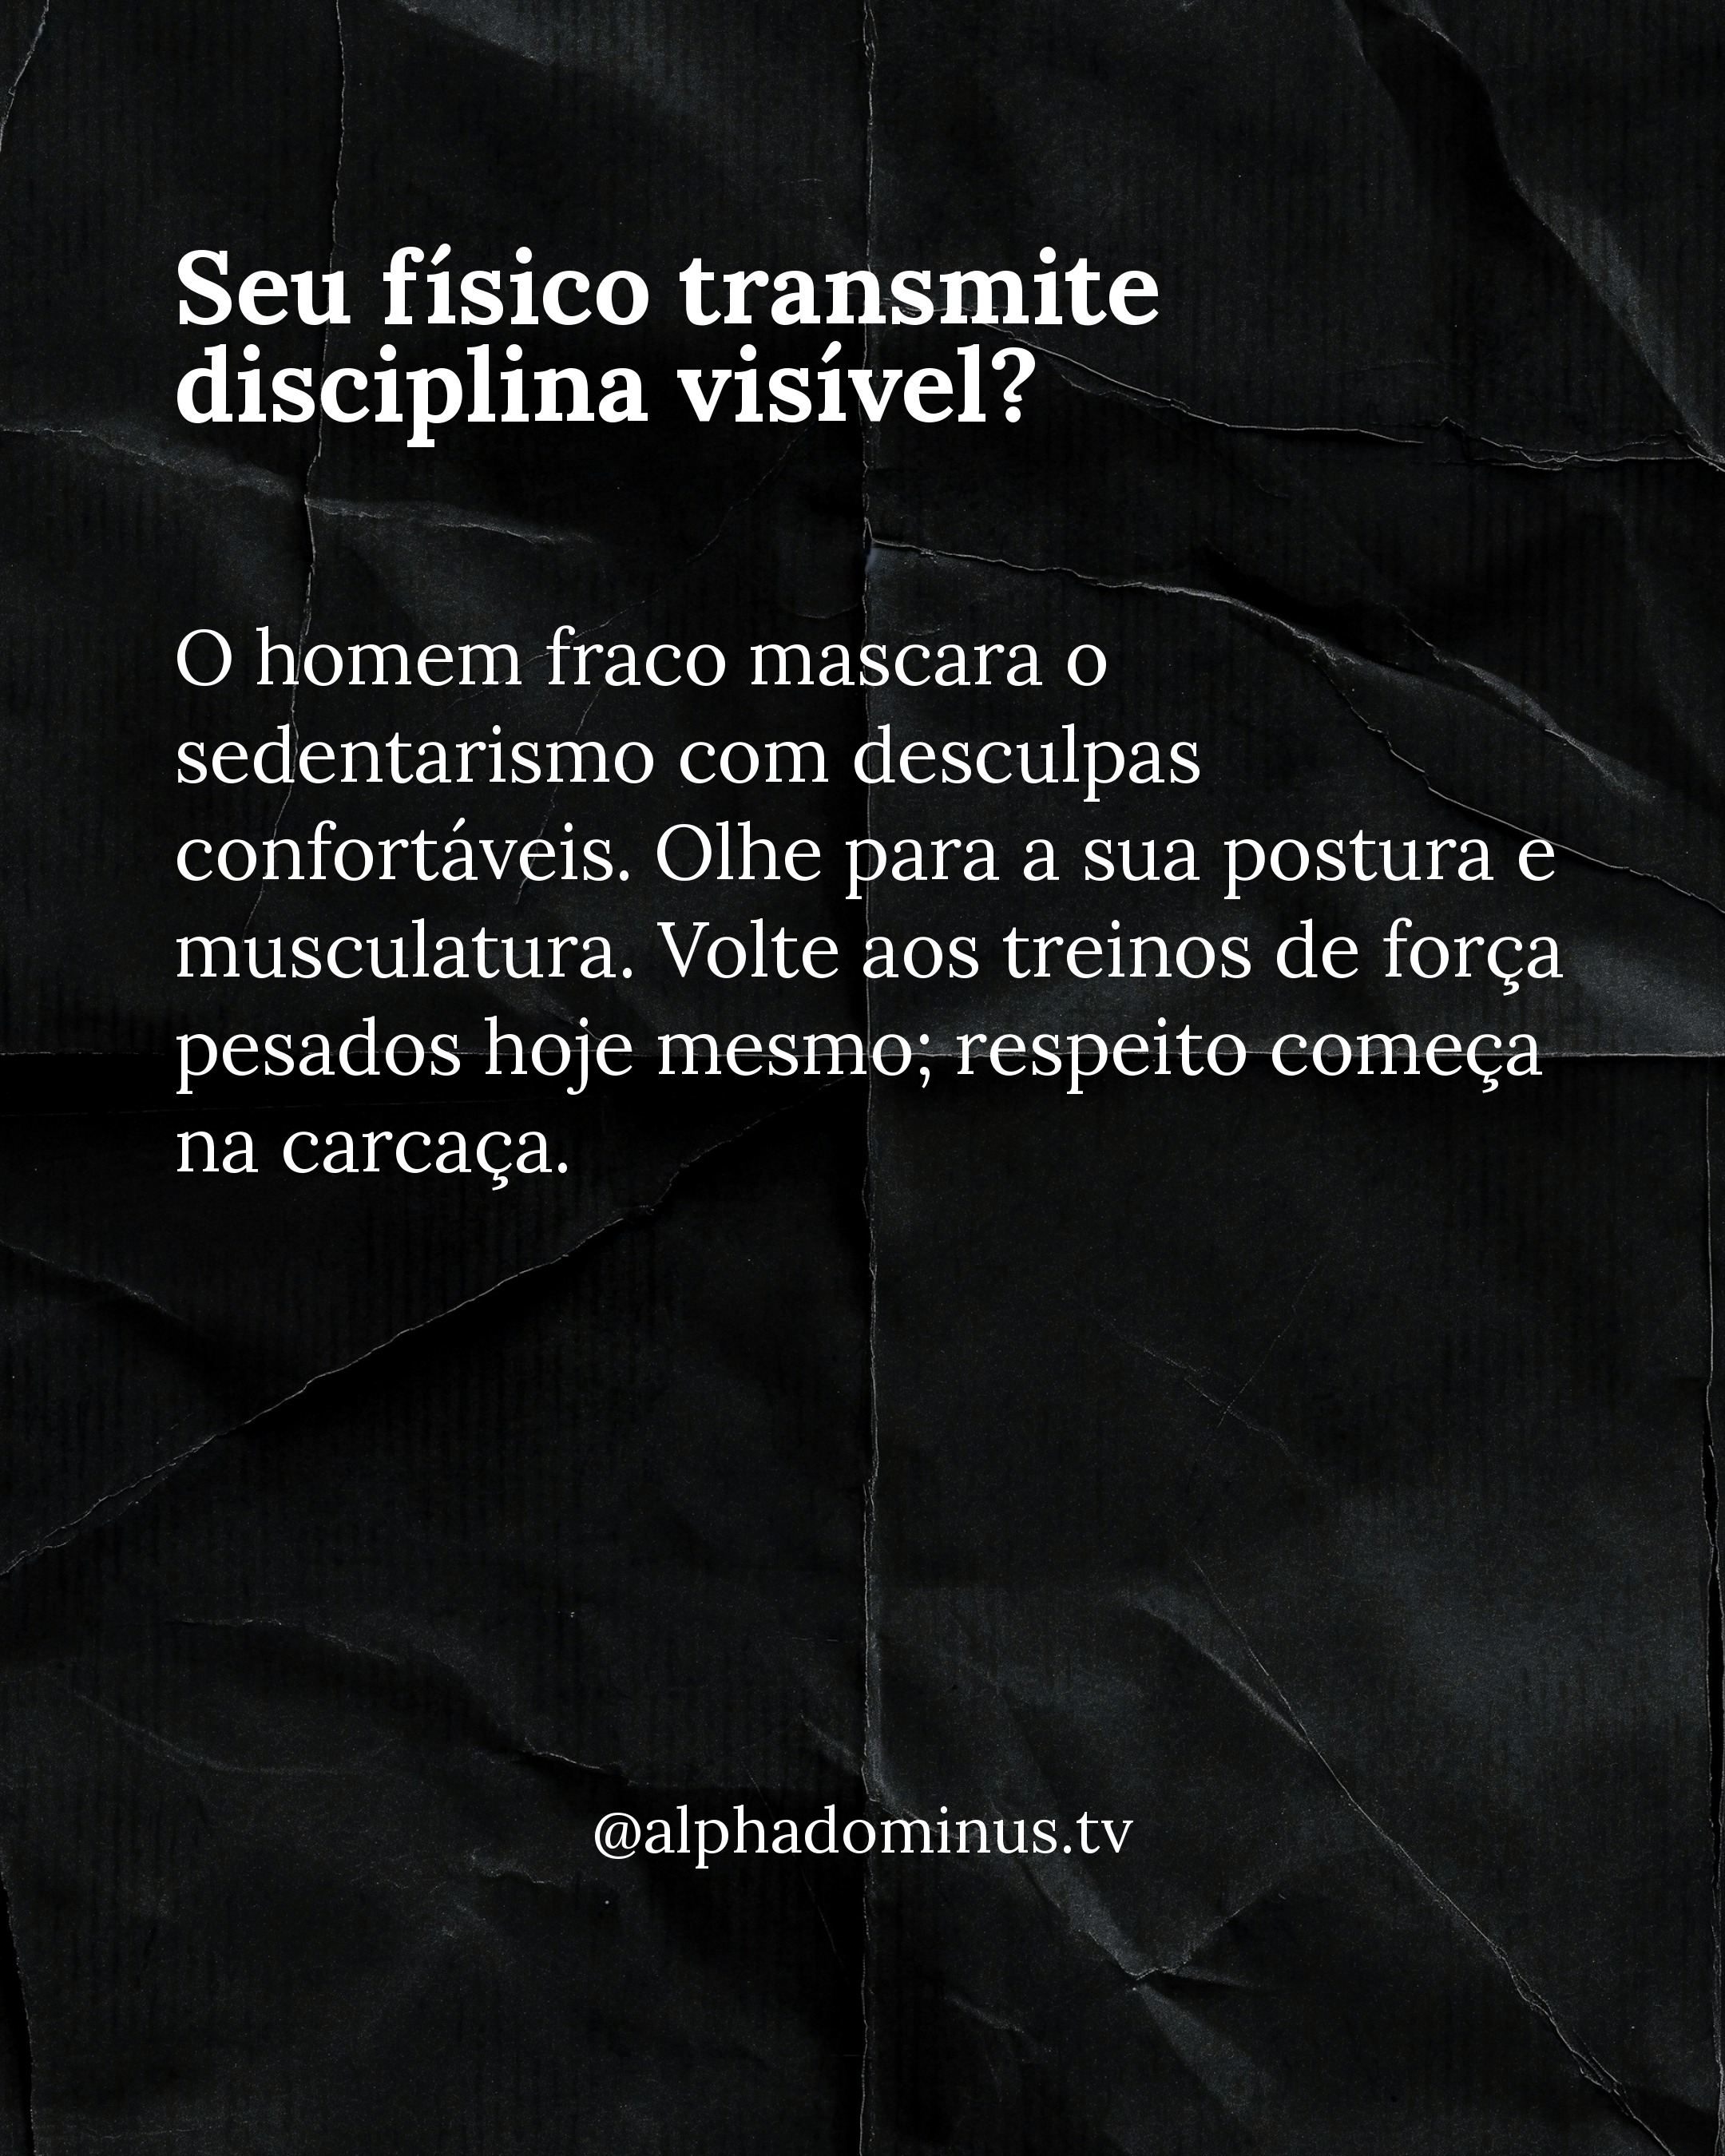 Seu físico transmite
disciplina visível?
O homem fraco mascara o
sedentarismo com desculpas
confortáveis. Olhe para a sua postura e
musculatura. Volte aos treinos de força
pesados hoje mesmo; respeito começa
na carcaça.
@alphadominus.tv